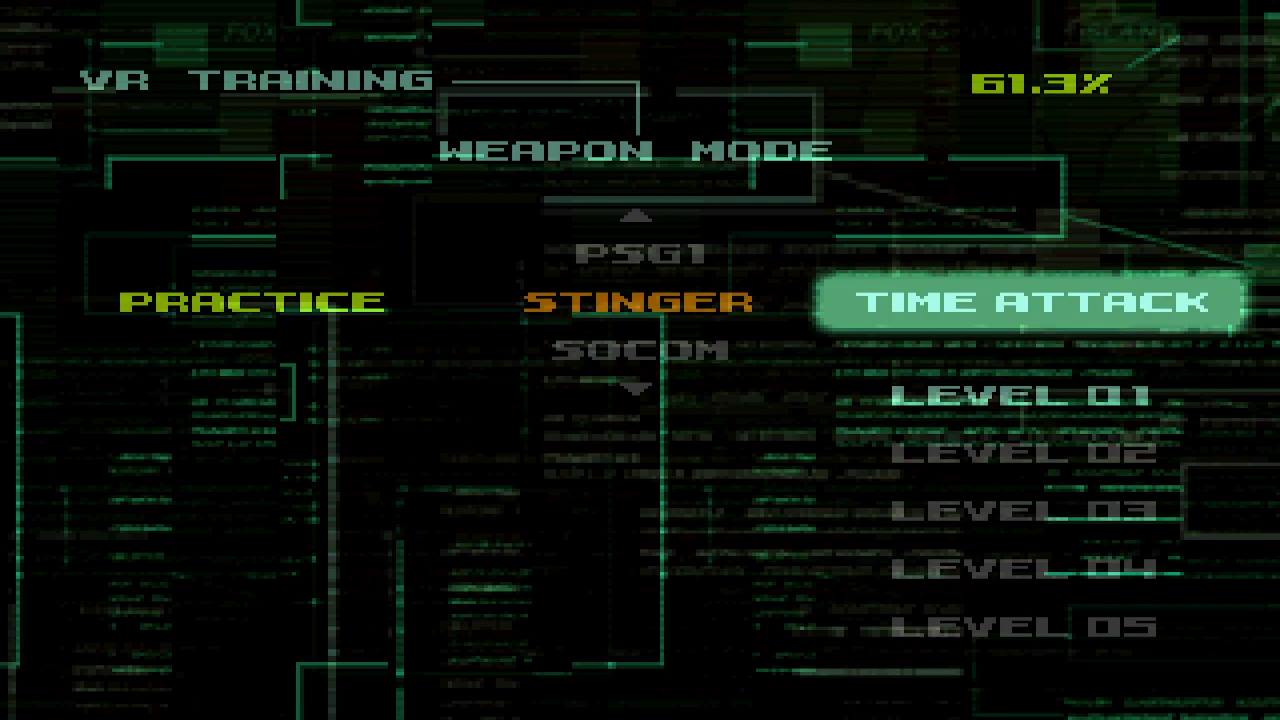 VR TRAINING
61.3%
WEAPON MODE
PSG1
PRACTICE
STINGER
TIME ATTACK
SOCOM
LEVEL 01
LEVEL 02
LEVEL 03
LEVEL 04
LEVEL 05